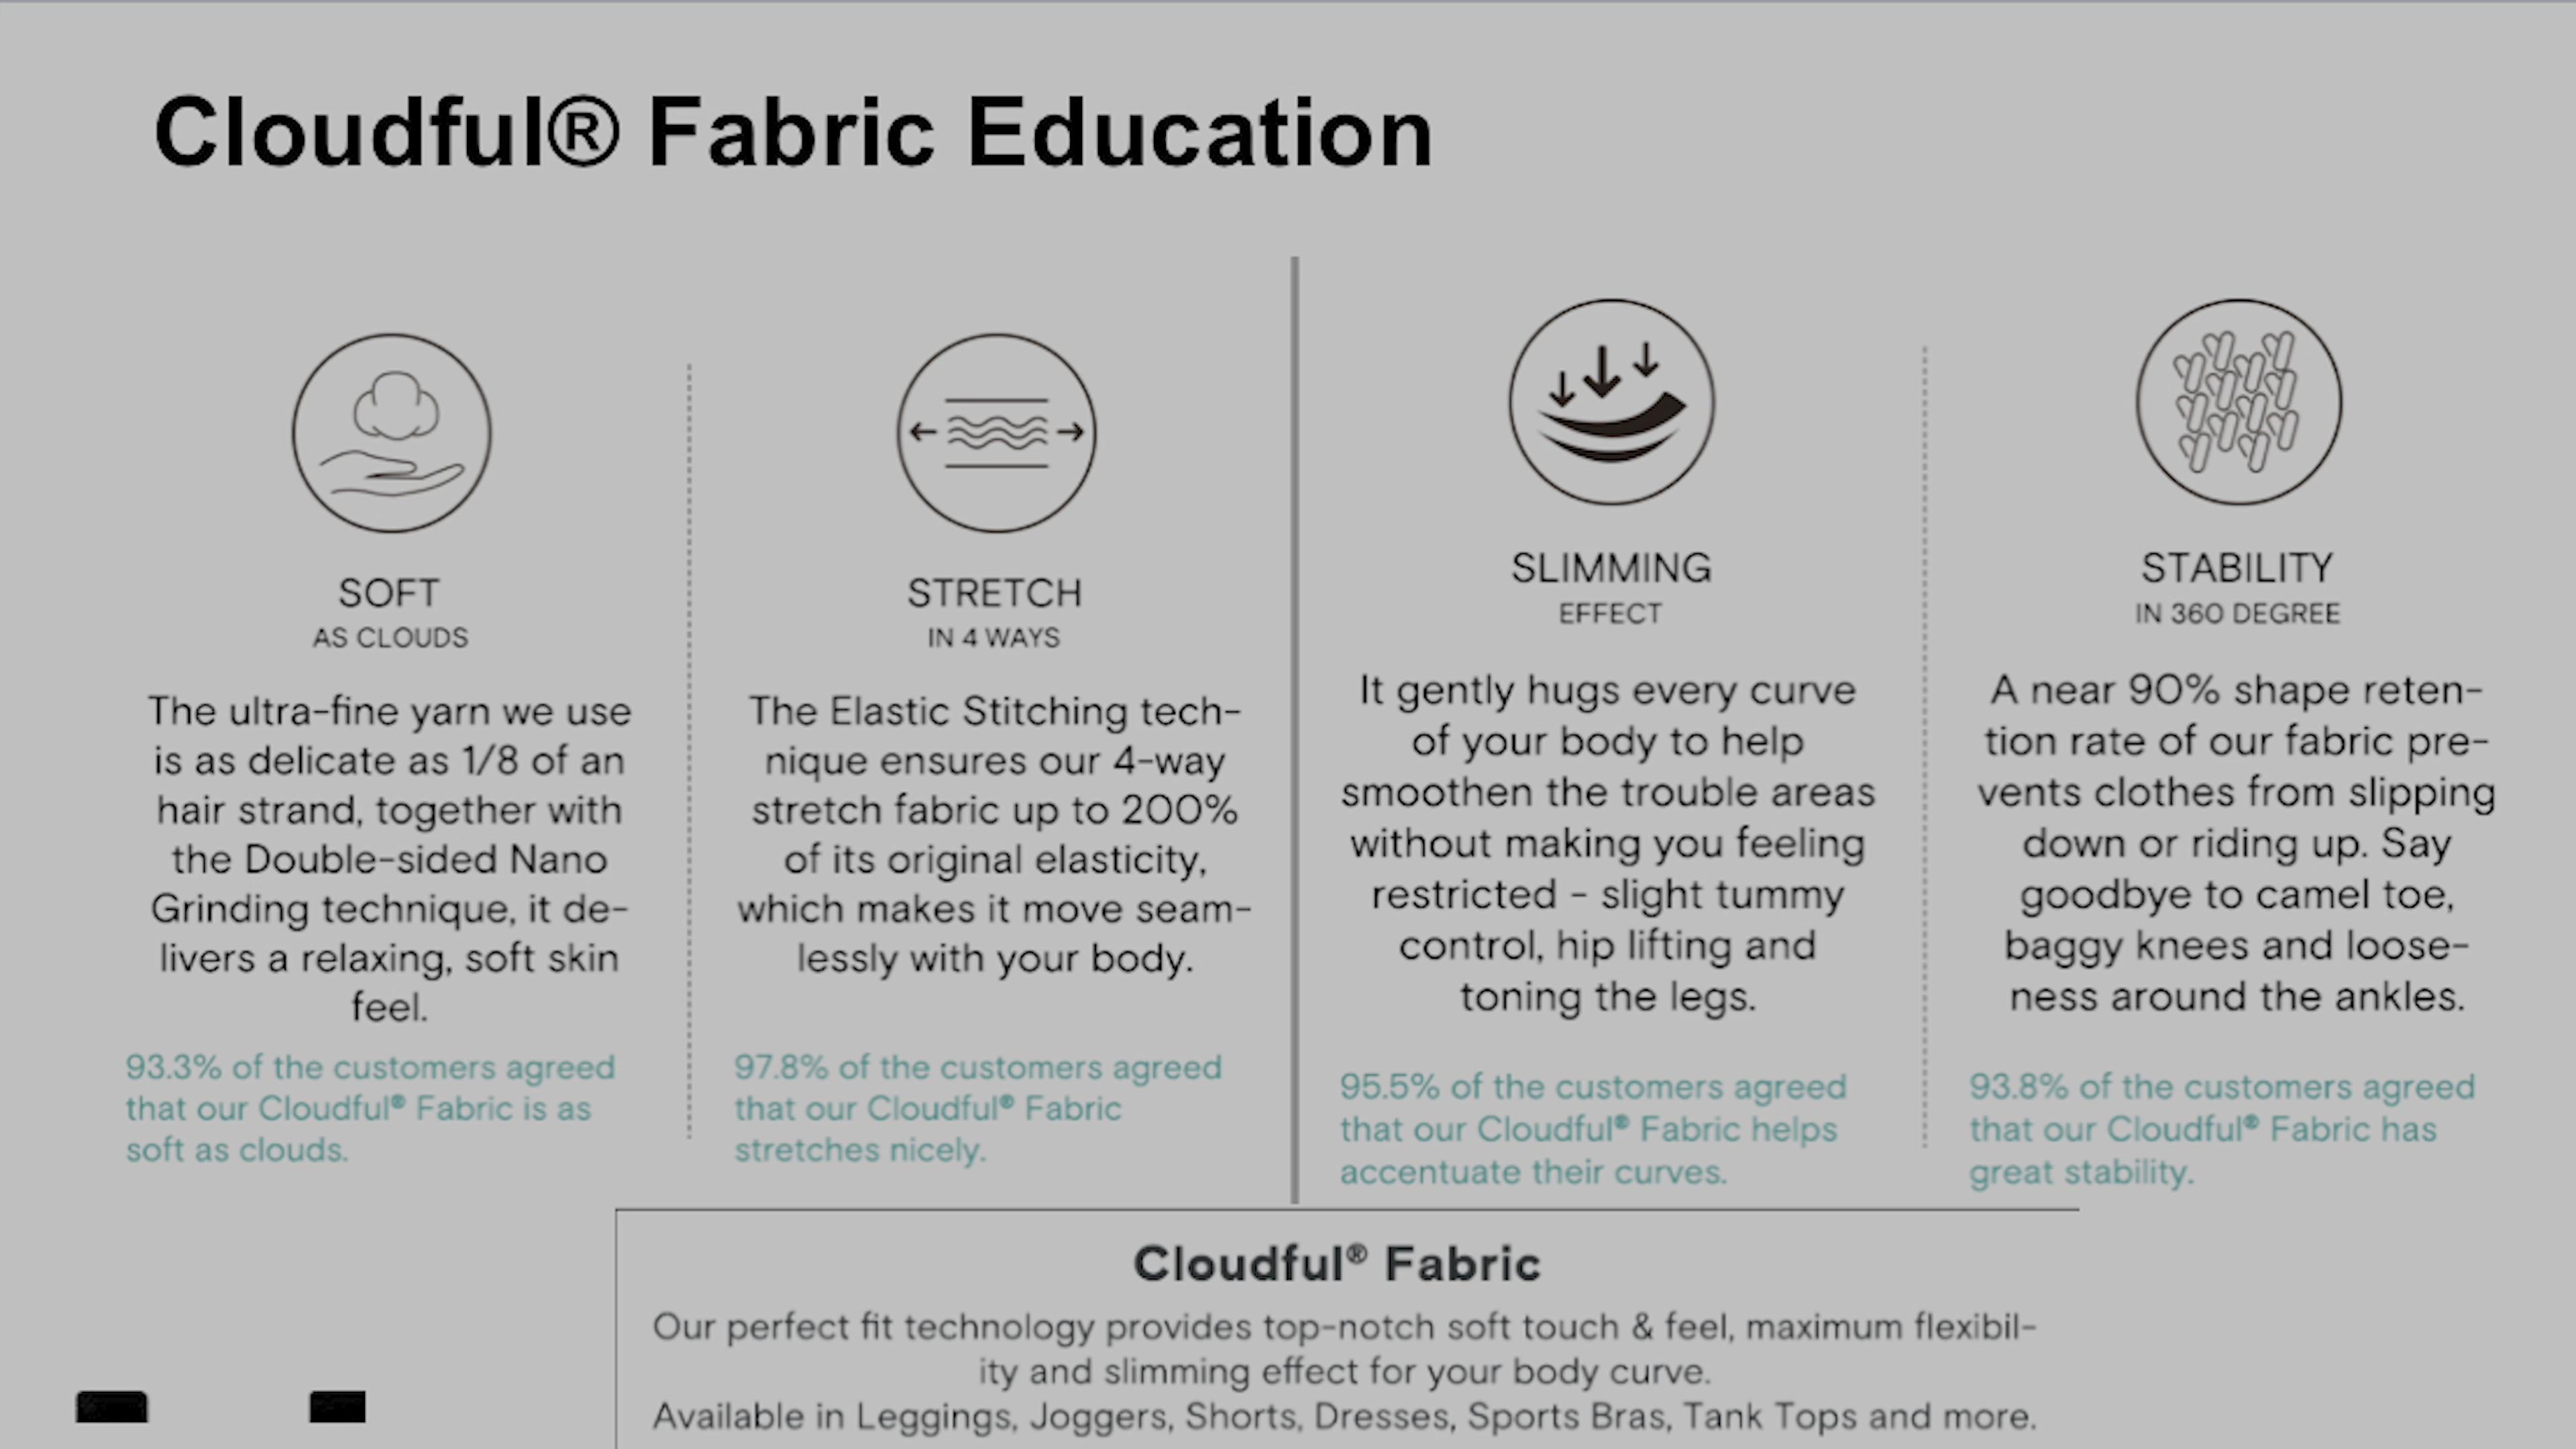 Cloudful® Fabric Education
SOFT
AS CLOUDS
The ultra-fine yarn we use
is as delicate as 1/8 of an
hair strand, together with
the Double-sided Nano
Grinding technique, it de-
livers a relaxing, soft skin
feel.
93.3% of the customers agreed
that our Cloudful® Fabric is as
soft as clouds.
STRETCH
IN 4 WAYS
The Elastic Stitching tech-
nique ensures our 4-way
stretch fabric up to 200%
of its original elasticity,
which makes it move seam-
lessly with your body.
97.8% of the customers agreed
that our Cloudful® Fabric
stretches nicely.
SLIMMING
EFFECT
It gently hugs every curve
of your body to help
smoothen the trouble areas
without making you feeling
restricted - slight tummy
control, hip lifting and
toning the legs.
95.5% of the customers agreed
that our Cloudful® Fabric helps
accentuate their curves.
STABILITY
IN 360 DEGREE
A near 90% shape reten-
tion rate of our fabric pre-
vents clothes from slipping
down or riding up. Say
goodbye to camel toe,
baggy knees and loose-
ness around the ankles.
93.8% of the customers agreed
that our Cloudful® Fabric has
great stability.
Cloudful® Fabric
Our perfect fit technology provides top-notch soft touch & feel, maximum flexibil-
ity and slimming effect for your body curve.
Available in Leggings, Joggers, Shorts, Dresses, Sports Bras, Tank Tops and more.